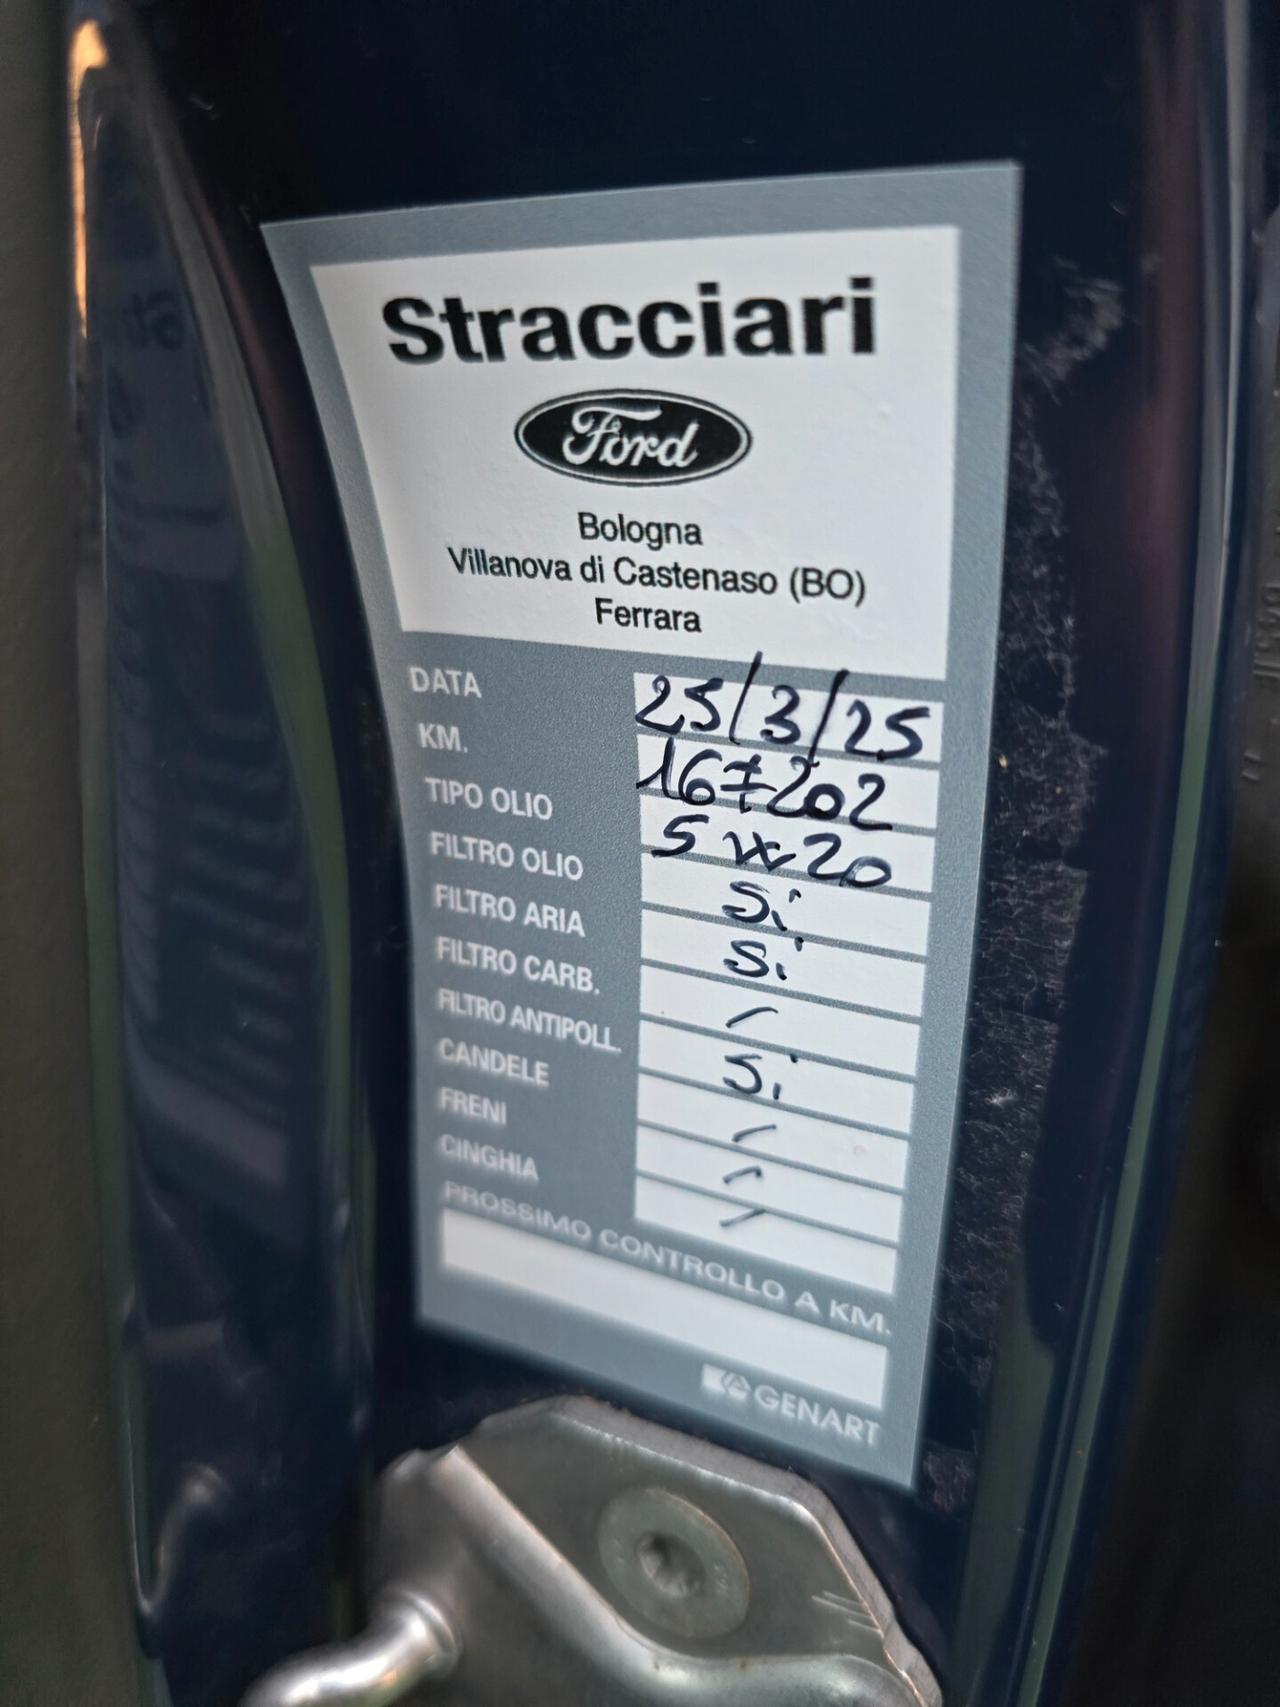 Stracciari
Ford
Bologna
Villanova di Castenaso (BO)
Ferrara
DATA 25/3/25
KM. 167202
TIPO OLIO 5w20
FILTRO OLIO Si
FILTRO ARIA Si
FILTRO CARB. /
FILTRO ANTIPOLL. Si
CANDELE /
FRENI /
CINGHIA /
PROSSIMO CONTROLLO A KM.
GENART